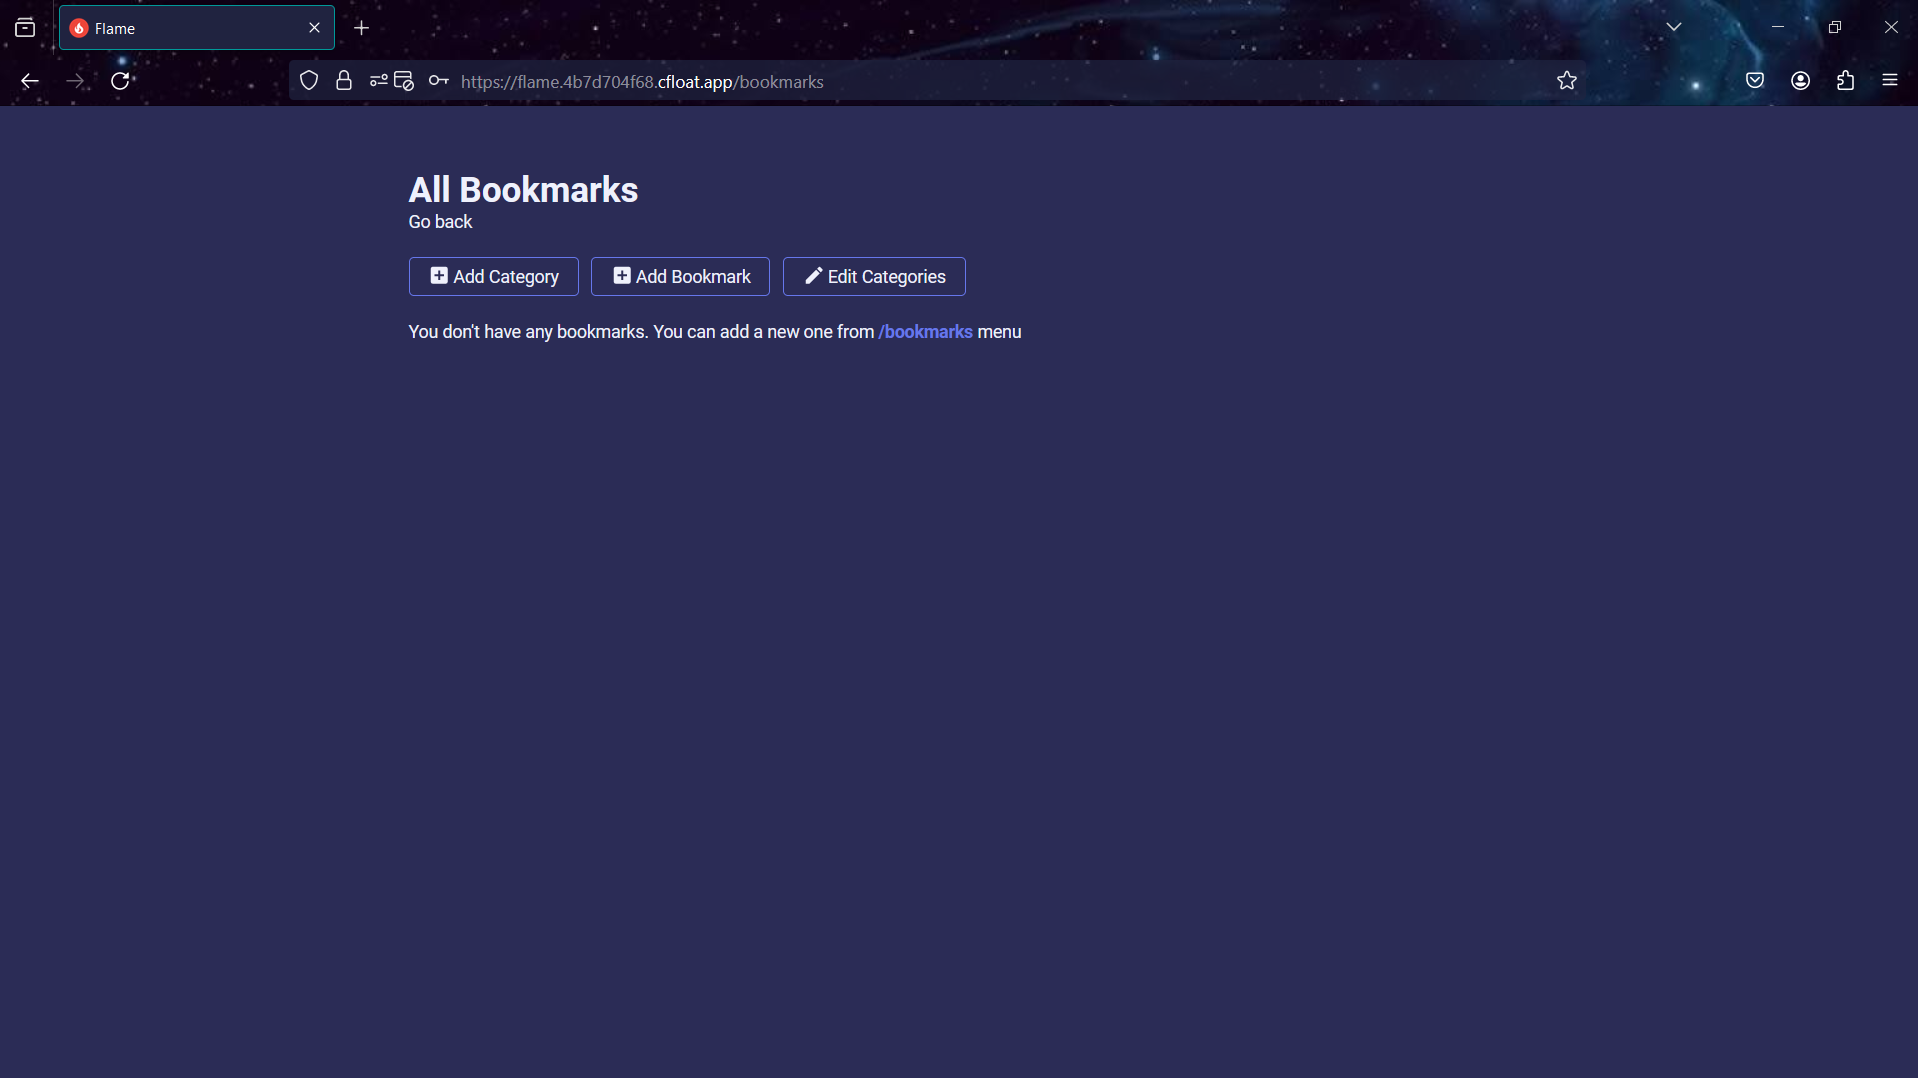 Flame
https://flame.4b7d704f68.cfloat.app/bookmarks
All Bookmarks
Go back
Add Category
Add Bookmark
Edit Categories
You don't have any bookmarks. You can add a new one from /bookmarks menu